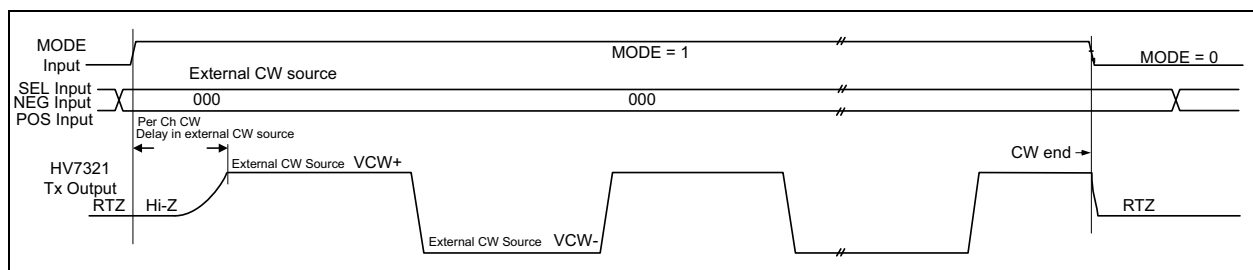 MODE
Input
MODE = 1
MODE = 0
External CW source
SEL Input
NEG Input
POS Input
000
000
Per Ch CW
Delay in external CW source
HV7321
Tx Output
External CW Source VCW+
CW end
RTZ
Hi-Z
RTZ
External CW Source VCW-